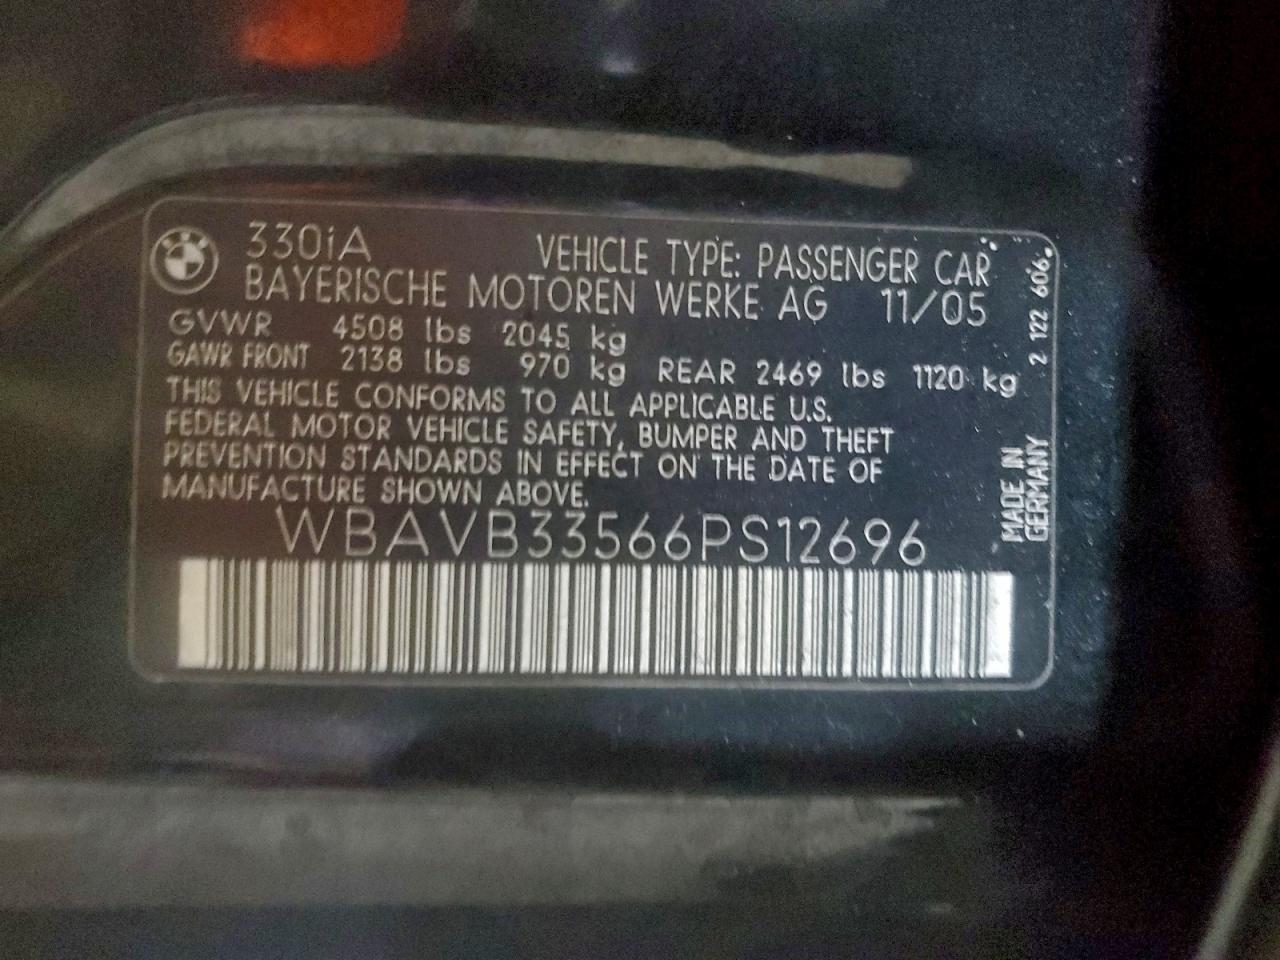 330iA VEHICLE TYPE: PASSENGER CAR
BAYERISCHE MOTOREN WERKE AG 11/05
GVWR 4508 lbs 2045 kg
GAWR FRONT 2138 lbs 970 kg REAR 2469 lbs 1120 kg
THIS VEHICLE CONFORMS TO ALL APPLICABLE U.S.
FEDERAL MOTOR VEHICLE SAFETY, BUMPER AND THEFT
PREVENTION STANDARDS IN EFFECT ON THE DATE OF
MANUFACTURE SHOWN ABOVE.
WBAVB33566PS12696
2 122 606
MADE IN
GERMANY